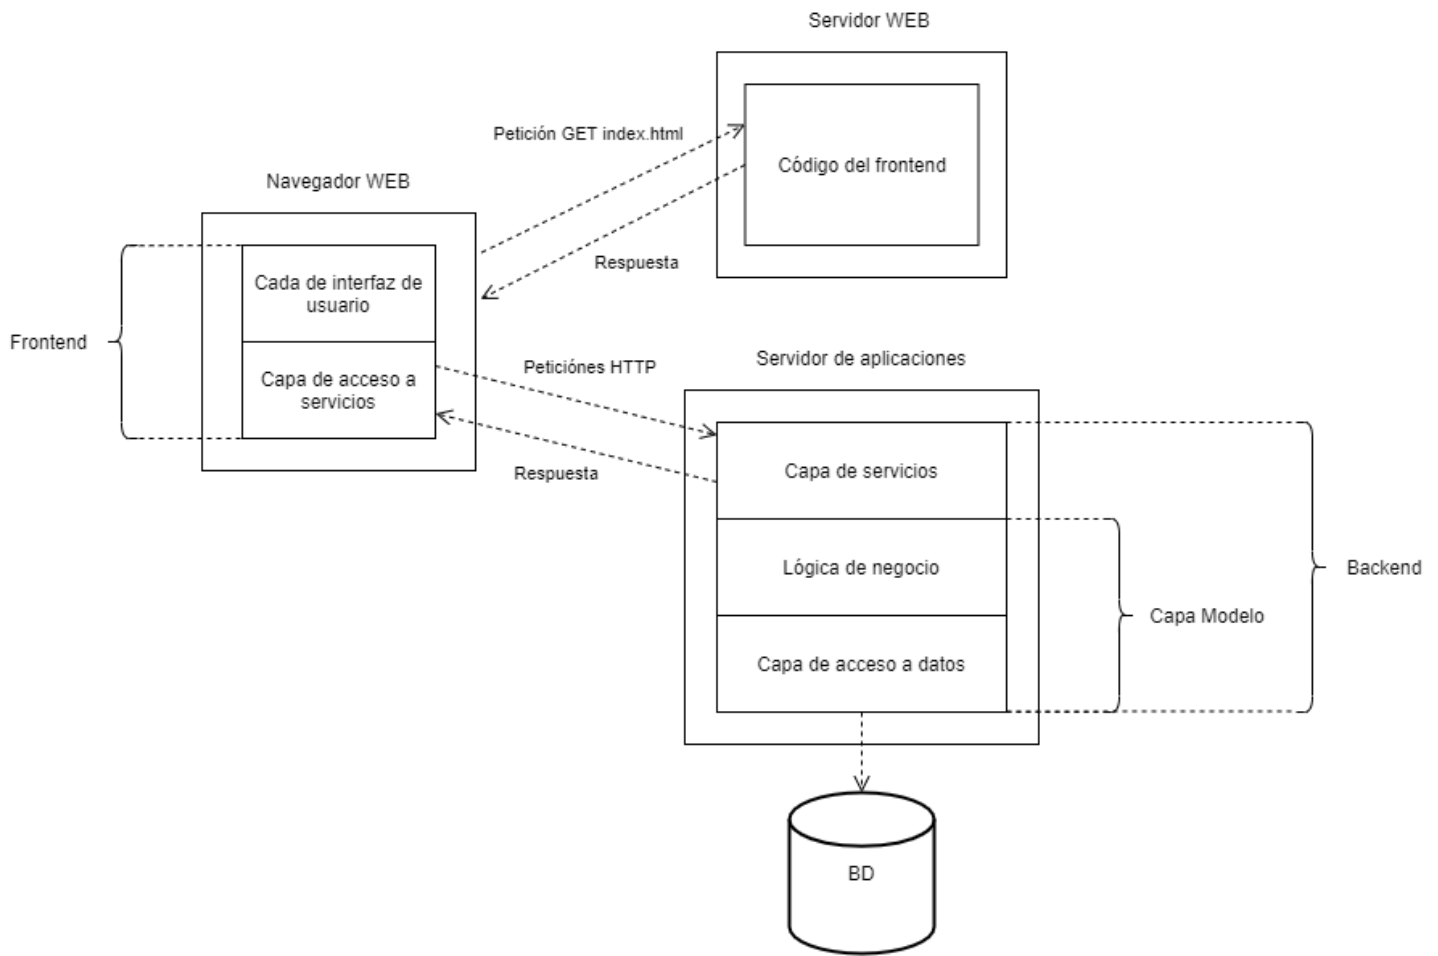 Servidor WEB
Petición GET index.html
Código del frontend
Navegador WEB
Respuesta
Cada de interfaz de
usuario
Frontend
Capa de acceso a
servicios
Peticiónes HTTP
Servidor de aplicaciones
Respuesta
Capa de servicios
Lógica de negocio
Backend
Capa Modelo
Capa de acceso a datos
BD